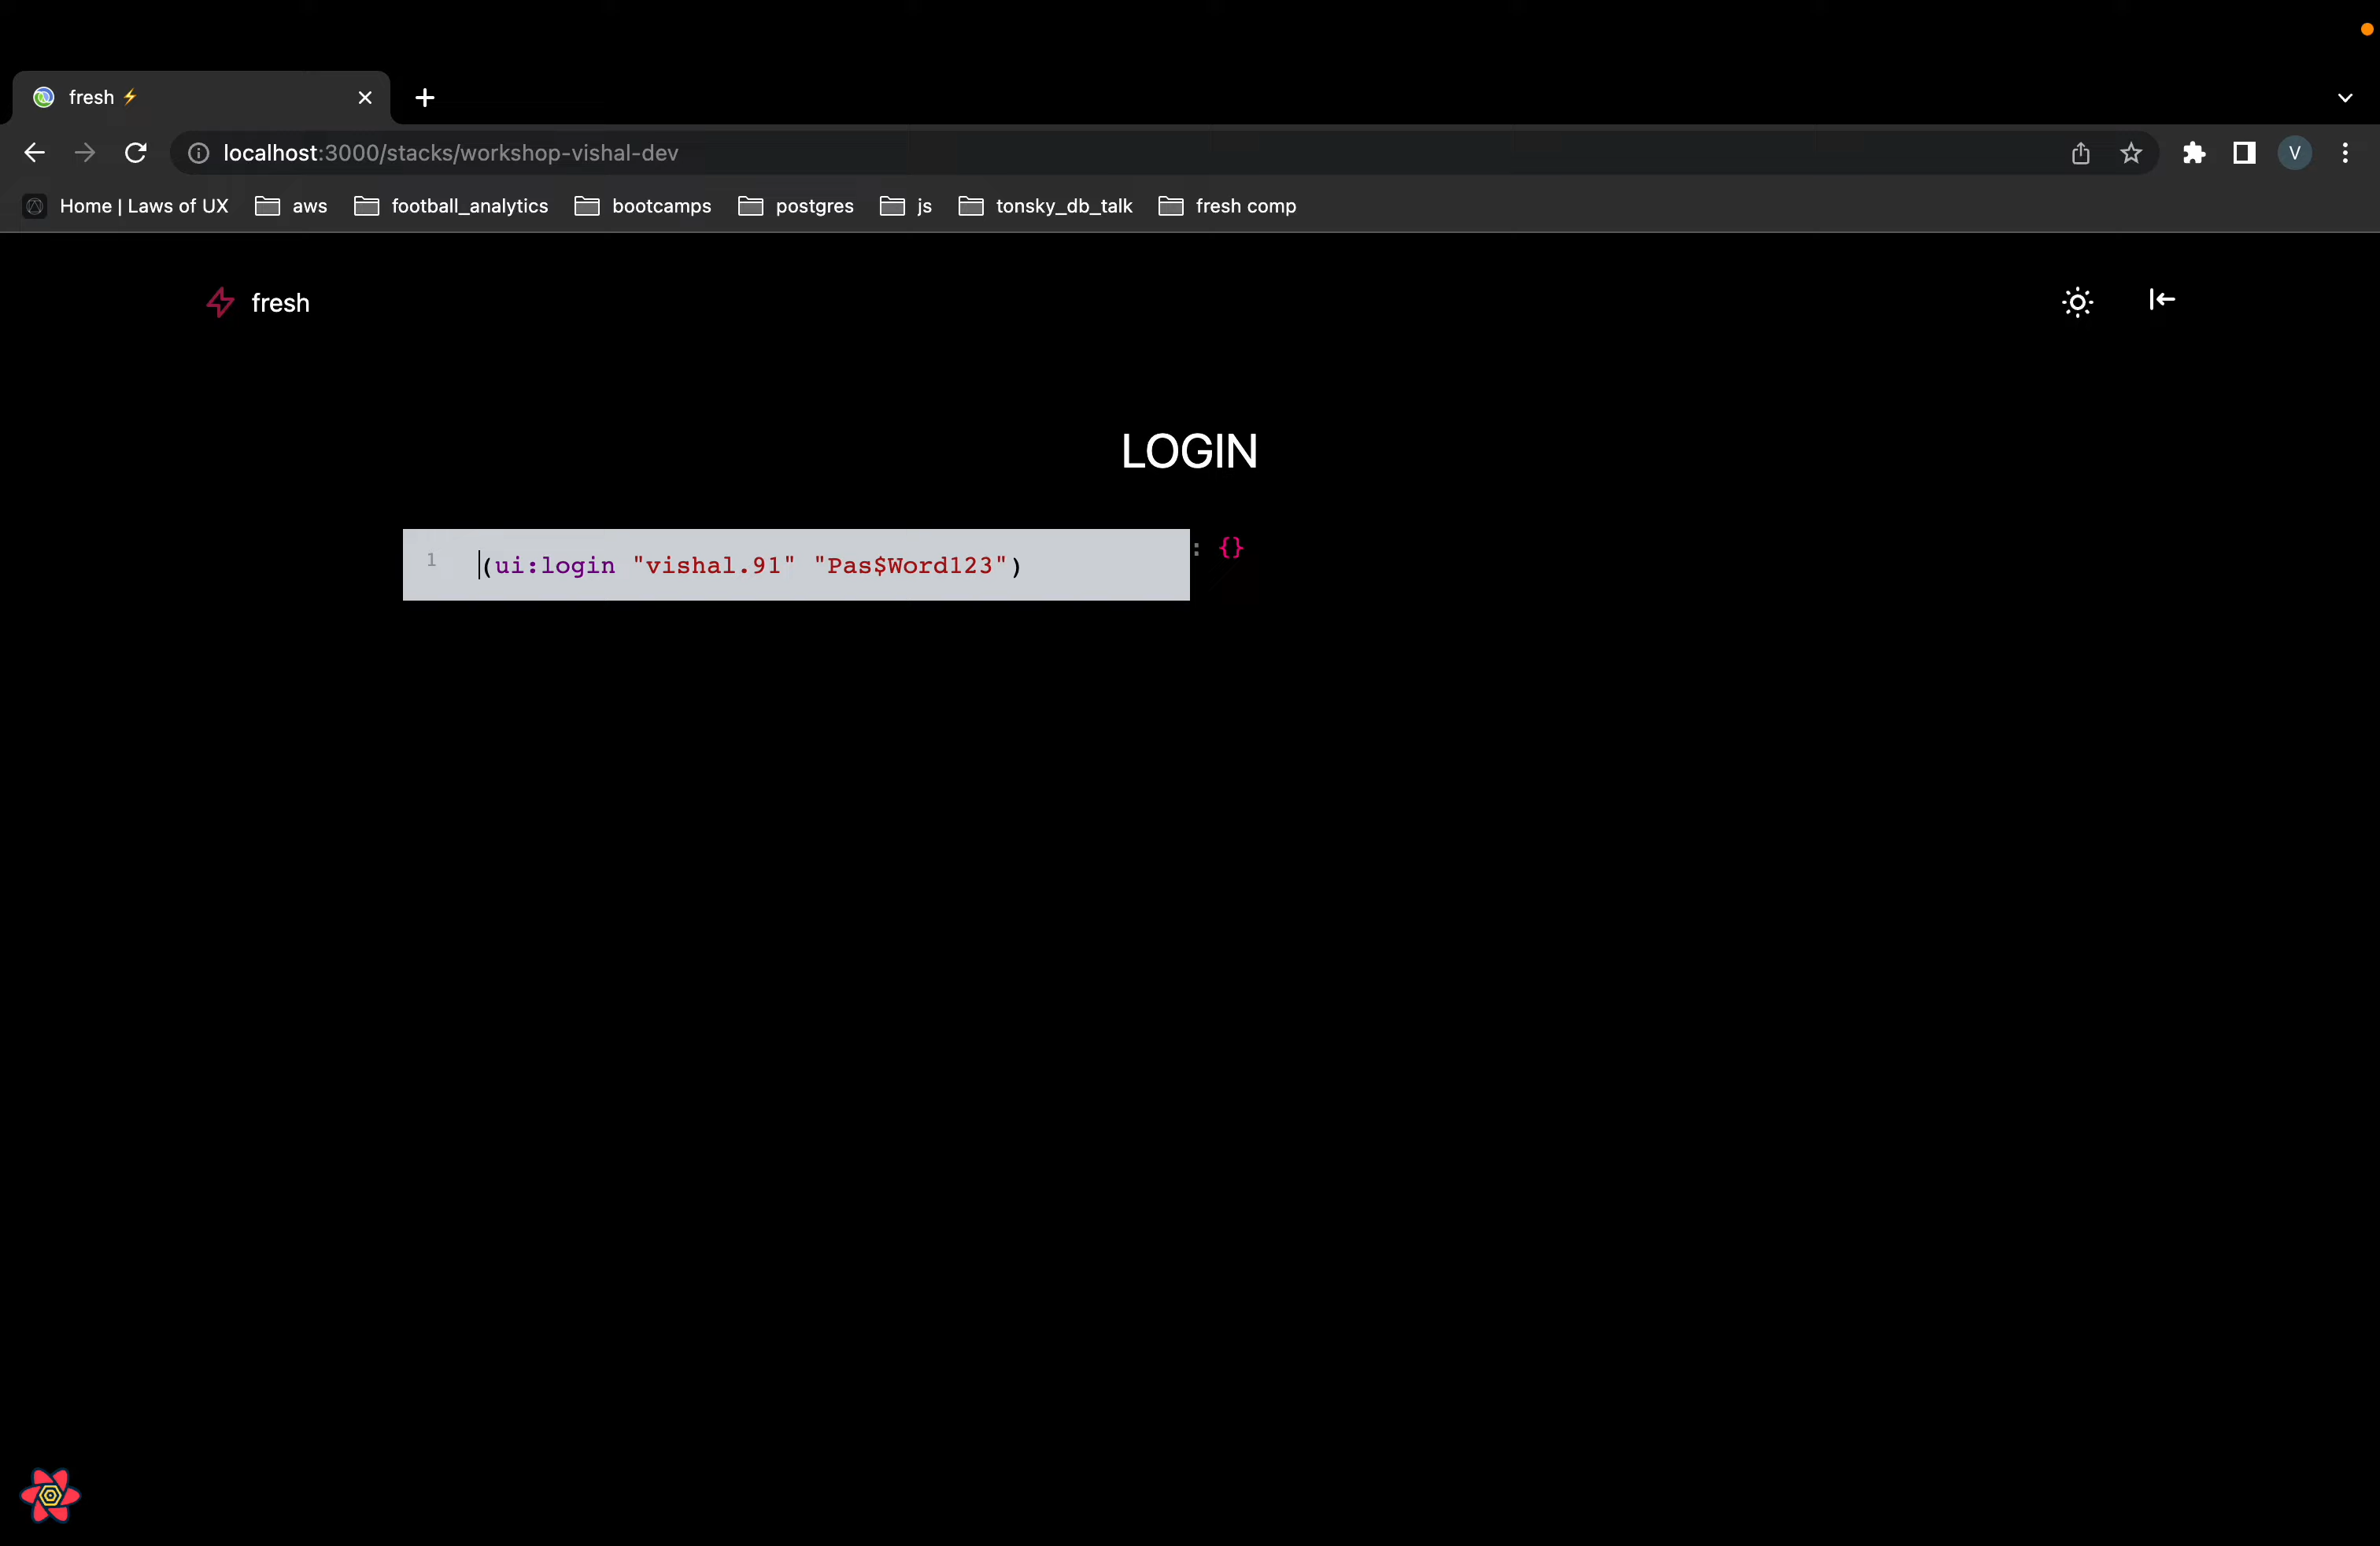 fresh⚡
localhost:3000/stacks/workshop-vishal-dev
V
Home | Laws of UX aws football_analytics bootcamps postgres js tonsky_db_talk fresh comp
fresh
LOGIN
1 (ui:login "vishal.91" "Pas$Word123")
: {}